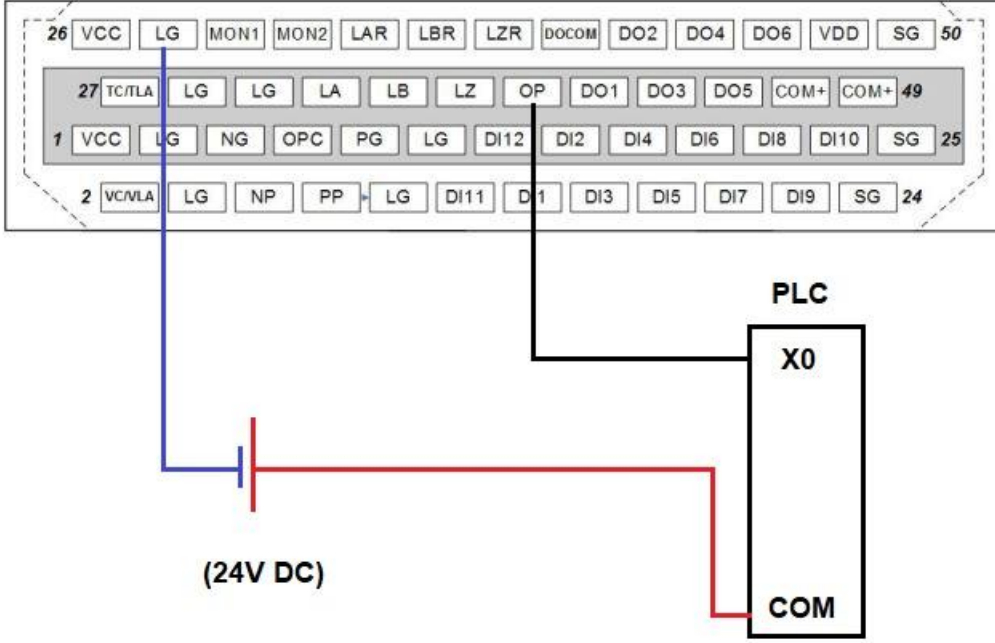 26 VCC LG MON1 MON2 LAR LBR LZR DOCOM DO2 DO4 DO6 VDD SG 50
27 TC/TLA LG LG LA LB LZ OP DO1 DO3 DO5 COM+ COM+ 49
1 VCC LG NG OPC PG LG DI12 DI2 DI4 DI6 DI8 DI10 SG 25
2 VC/VLA LG NP PP LG DI11 DI1 DI3 DI5 DI7 DI9 SG 24
PLC
X0
(24V DC)
COM